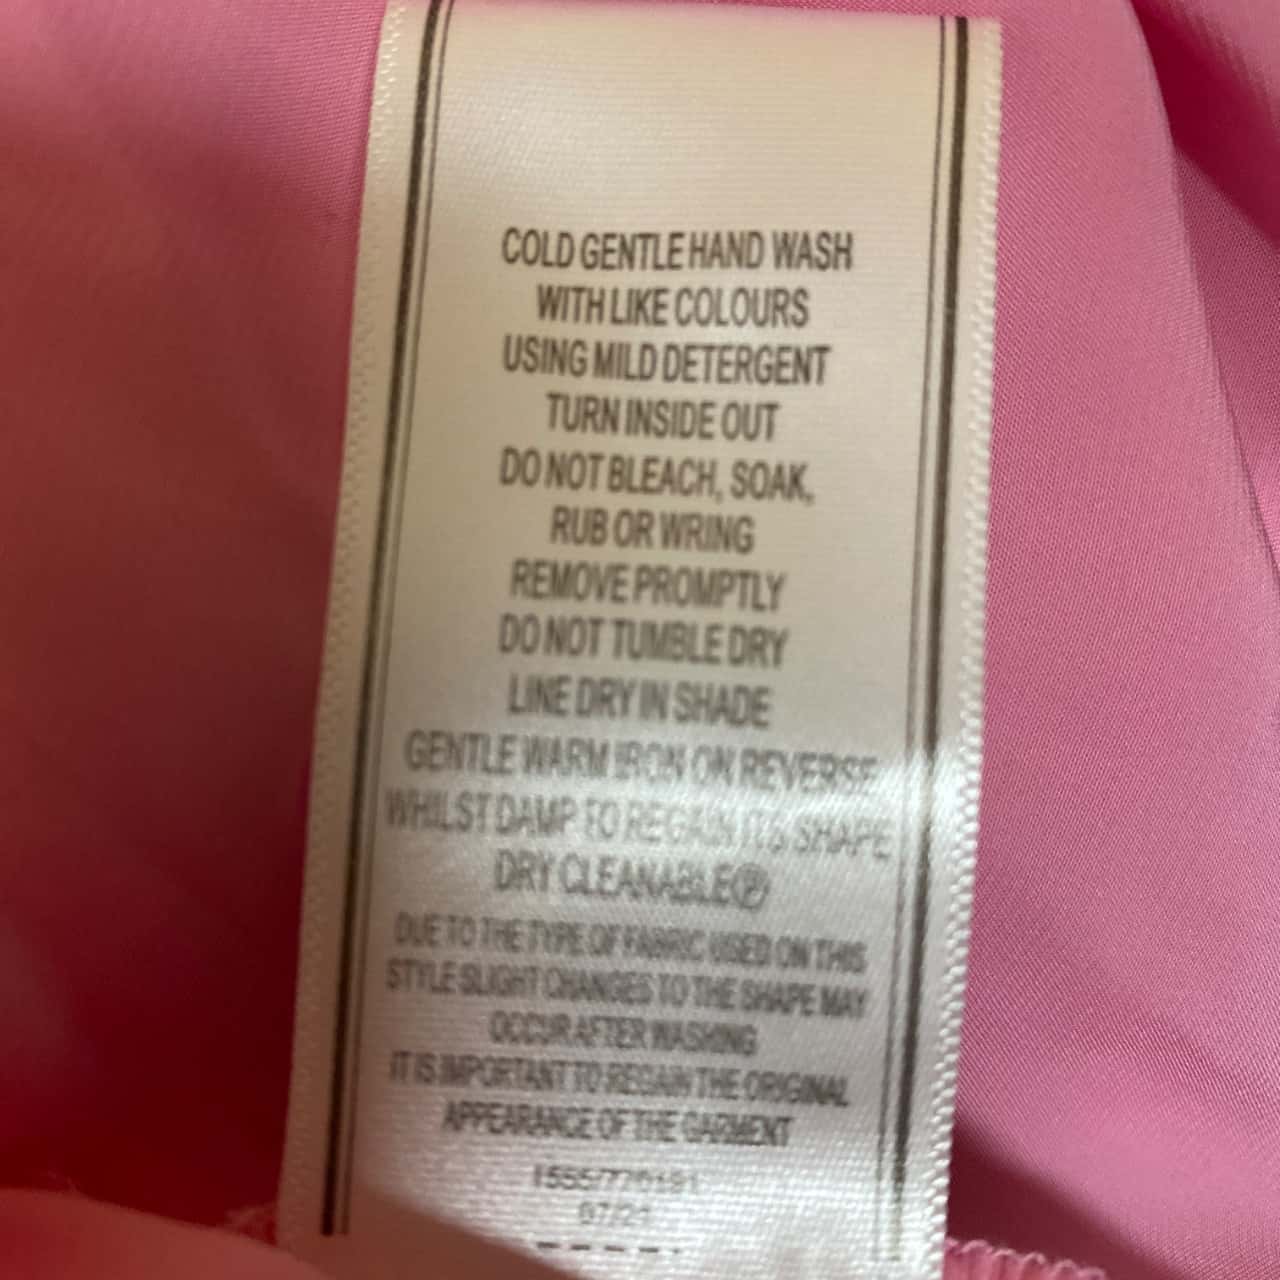 COLD GENTLE HAND WASH
WITH LIKE COLOURS
USING MILD DETERGENT
TURN INSIDE OUT
DO NOT BLEACH, SOAK,
RUB OR WRING
REMOVE PROMPTLY
DO NOT TUMBLE DRY
LINE DRY IN SHADE
GENTLE WARM IRON ON REVERSE
WHILST DAMP TO REGAIN ITS SHAPE
DRY CLEANABLE Ⓟ
DUE TO THE TYPE OF FABRIC USED ON THIS
STYLE SLIGHT CHANGES TO THE SHAPE MAY
OCCUR AFTER WASHING
IT IS IMPORTANT TO REGAIN THE ORIGINAL
APPEARANCE OF THE GARMENT